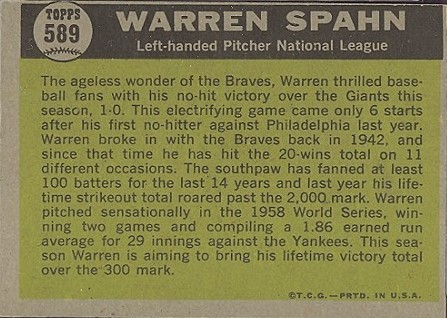 TOPPS
589
WARREN SPAHN
Left-handed Pitcher National League
The ageless wonder of the Braves, Warren thrilled base-
ball fans with his no-hit victory over the Giants this
season, 1-0. This electrifying game came only 6 starts
after his first no-hitter against Philadelphia last year.
Warren broke in with the Braves back in 1942, and
since that time he has hit the 20-wins total on 11
different occasions. The southpaw has fanned at least
100 batters for the last 14 years and last year his life-
time strikeout total roared past the 2,000 mark. Warren
pitched sensationally in the 1958 World Series, win-
ning two games and compiling a 1.86 earned run
average for 29 innings against the Yankees. This sea-
son Warren is aiming to bring his lifetime victory total
over the 300 mark.
©T.C.G.—PRTD. IN U.S.A.